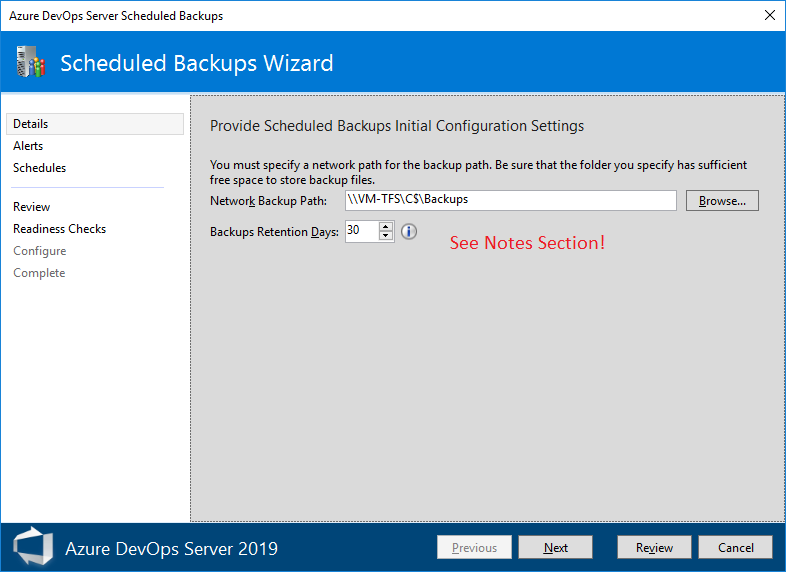 Azure DevOps Server Scheduled Backups
Scheduled Backups Wizard
Details
Alerts
Schedules
Review
Readiness Checks
Configure
Complete
Provide Scheduled Backups Initial Configuration Settings
You must specify a network path for the backup path. Be sure that the folder you specify has sufficient
free space to store backup files.
Network Backup Path: \\VM-TFS\C$\Backups Browse...
Backups Retention Days: 30
See Notes Section!
Azure DevOps Server 2019
Previous Next Review Cancel